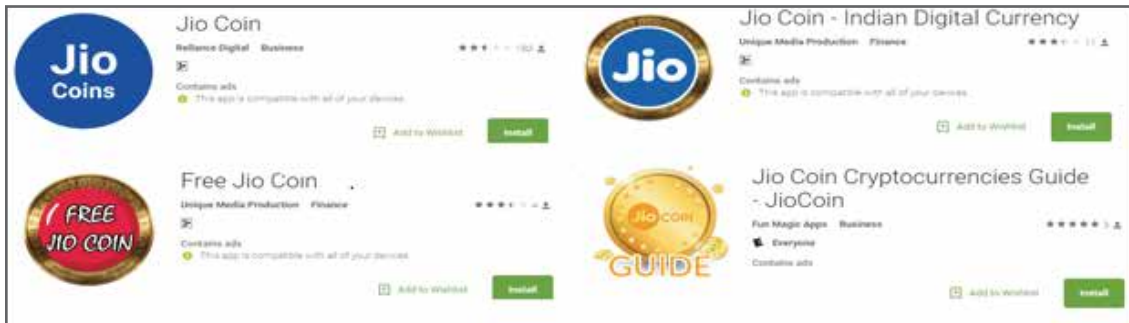 Jio
Coins
Jio Coin
Reliance Digital Business
3+
Contains ads
This app is compatible with all of your devices.
Add to Wishlist
Install
Jio
Jio Coin - Indian Digital Currency
Unique Media Production Finance
3+
Contains ads
This app is compatible with all of your devices.
Add to Wishlist
Install
FREE
JIO COIN
Free Jio Coin
Unique Media Production Finance
3+
Contains ads
This app is compatible with all of your devices.
Add to Wishlist
Install
Jio COIN
GUIDE
Jio Coin Cryptocurrencies Guide
- JioCoin
Fun Magic Apps Business
Everyone
Contains ads
Add to Wishlist
Install